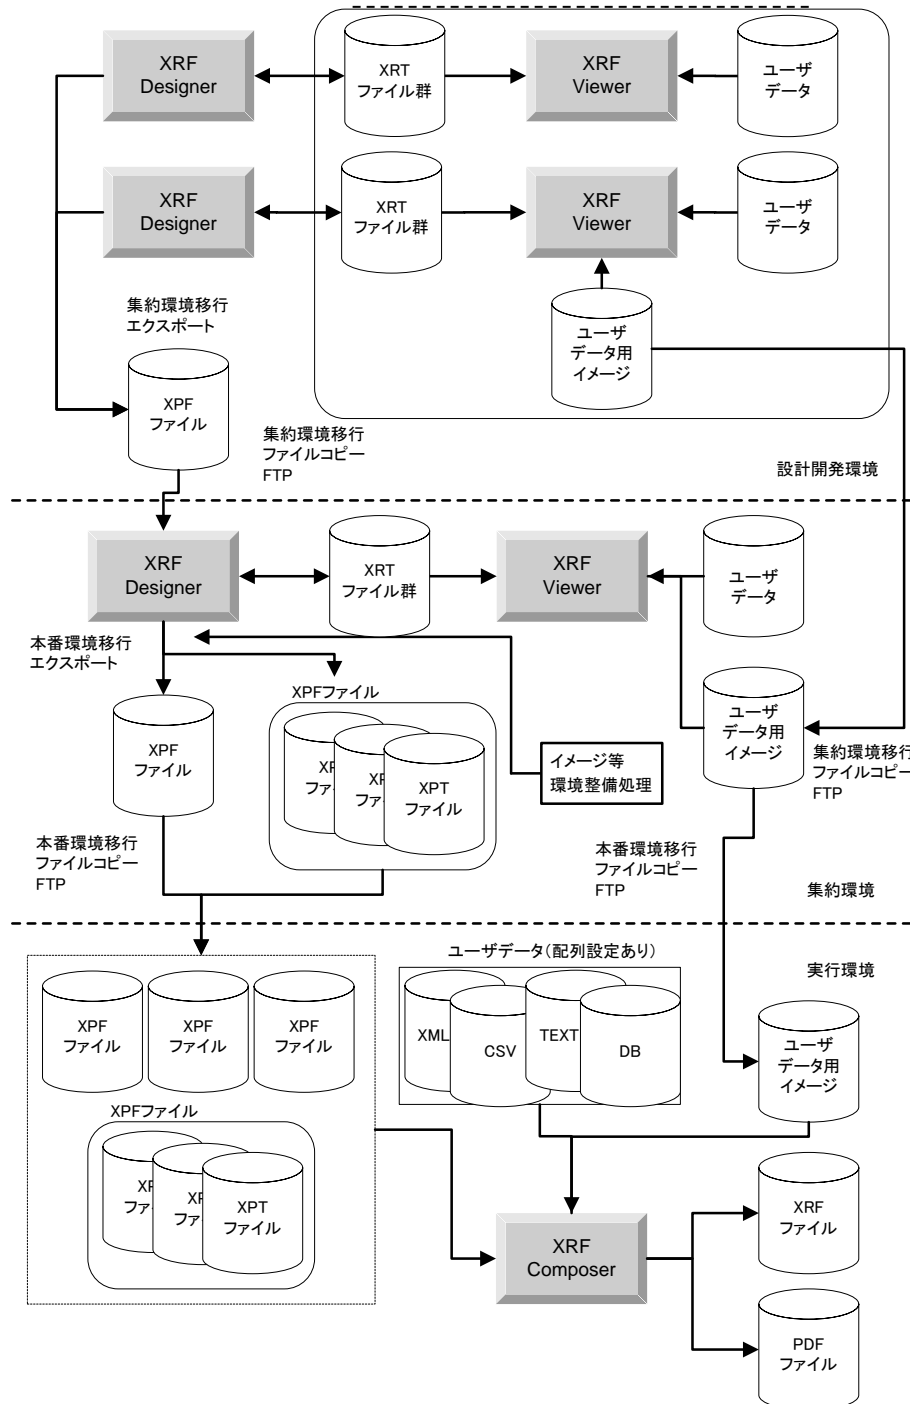 XRF
Designer
XRT
ファイル群
XRF
Viewer
ユーザ
データ
XRF
Designer
XRT
ファイル群
XRF
Viewer
ユーザ
データ
集約環境移行
エクスポート
ユーザ
データ用
イメージ
XPF
ファイル
集約環境移行
ファイルコピー
FTP
設計開発環境
XRF
Designer
XRT
ファイル群
XRF
Viewer
ユーザ
データ
本番環境移行
エクスポート
XPFファイル
XPF
ファイル
XPT
ファイル
イメージ等
環境整備処理
ユーザ
データ用
イメージ
集約環境移行
ファイルコピー
FTP
本番環境移行
ファイルコピー
FTP
本番環境移行
ファイルコピー
FTP
集約環境
ユーザデータ（配列設定あり）
実行環境
XPF
ファイル
XPF
ファイル
XPF
ファイル
XML
CSV
TEXT
DB
ユーザ
データ用
イメージ
XPFファイル
XPT
ファイル
XRF
Composer
XRF
ファイル
PDF
ファイル